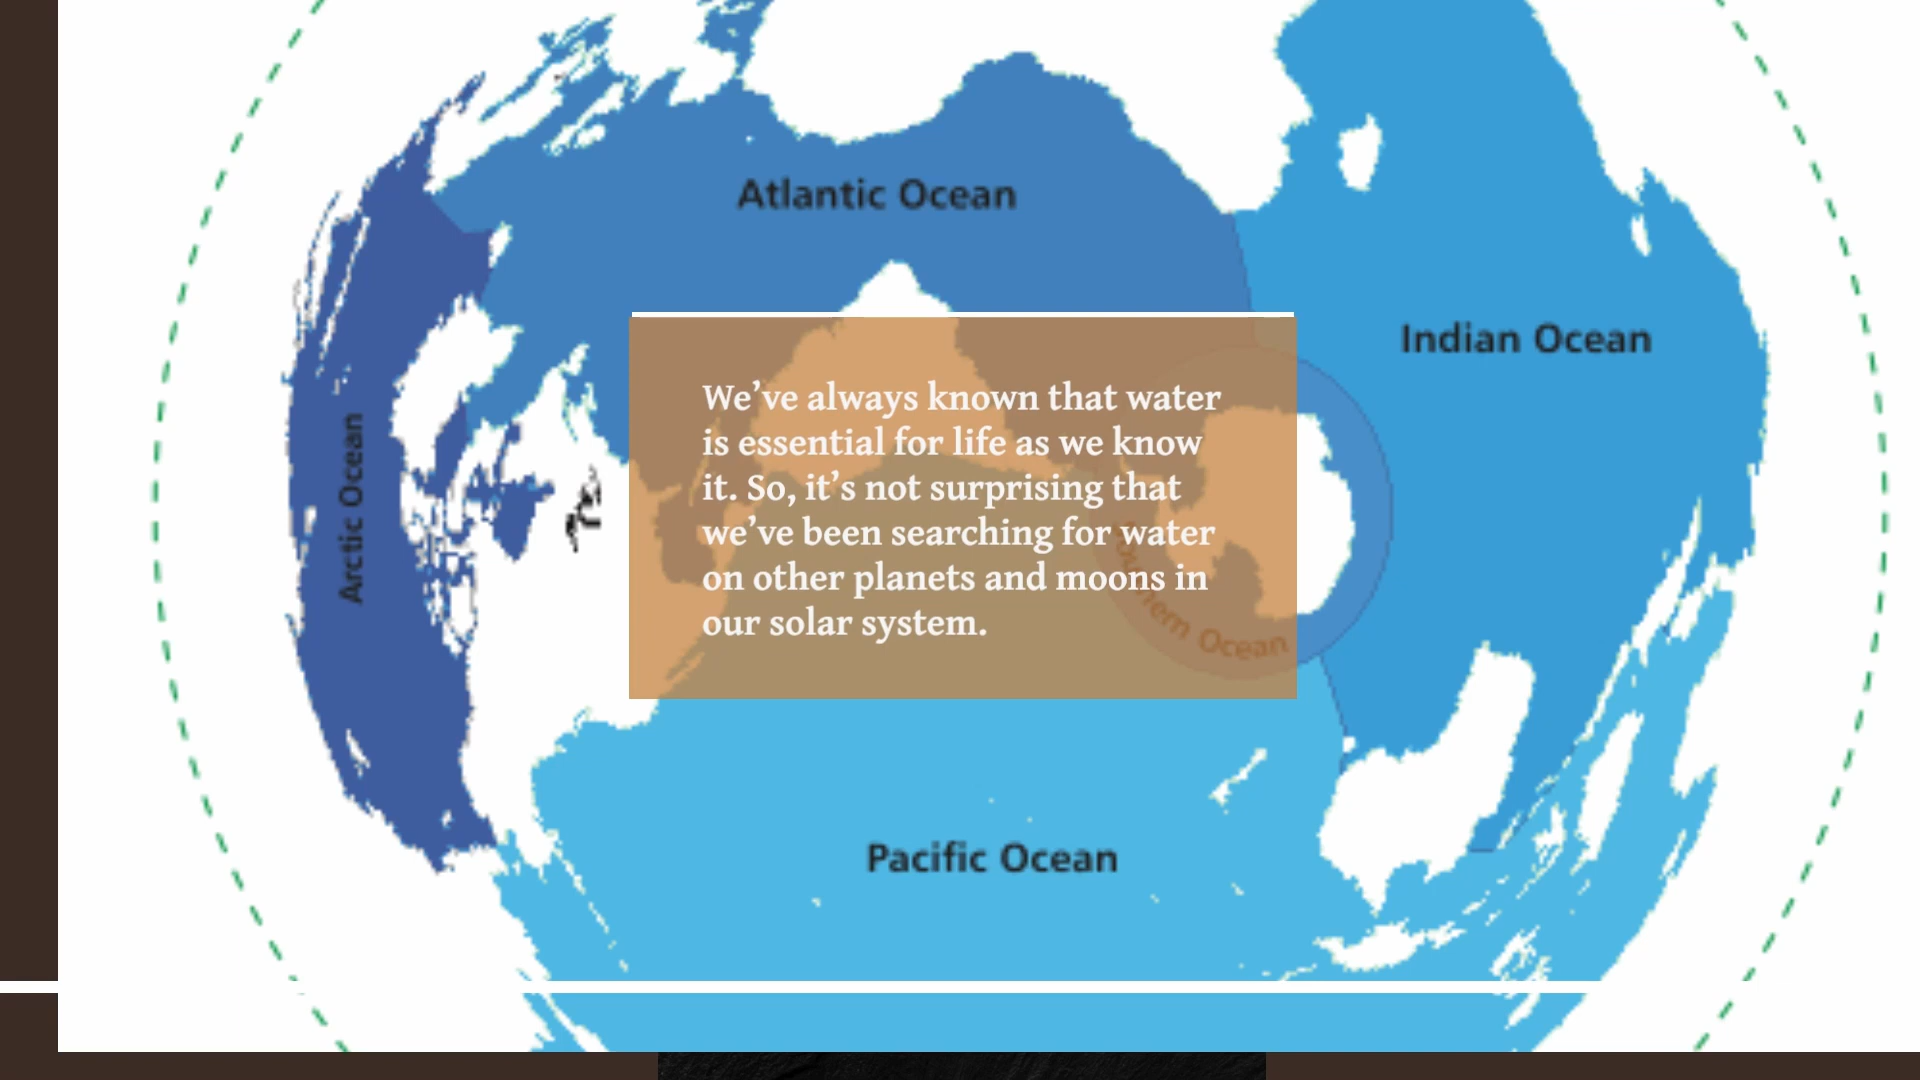 Atlantic Ocean
Indian Ocean
We’ve always known that water
is essential for life as we know
it. So, it’s not surprising that
we’ve been searching for water
on other planets and moons in
our solar system.
Arctic Ocean
Southern Ocean
Pacific Ocean